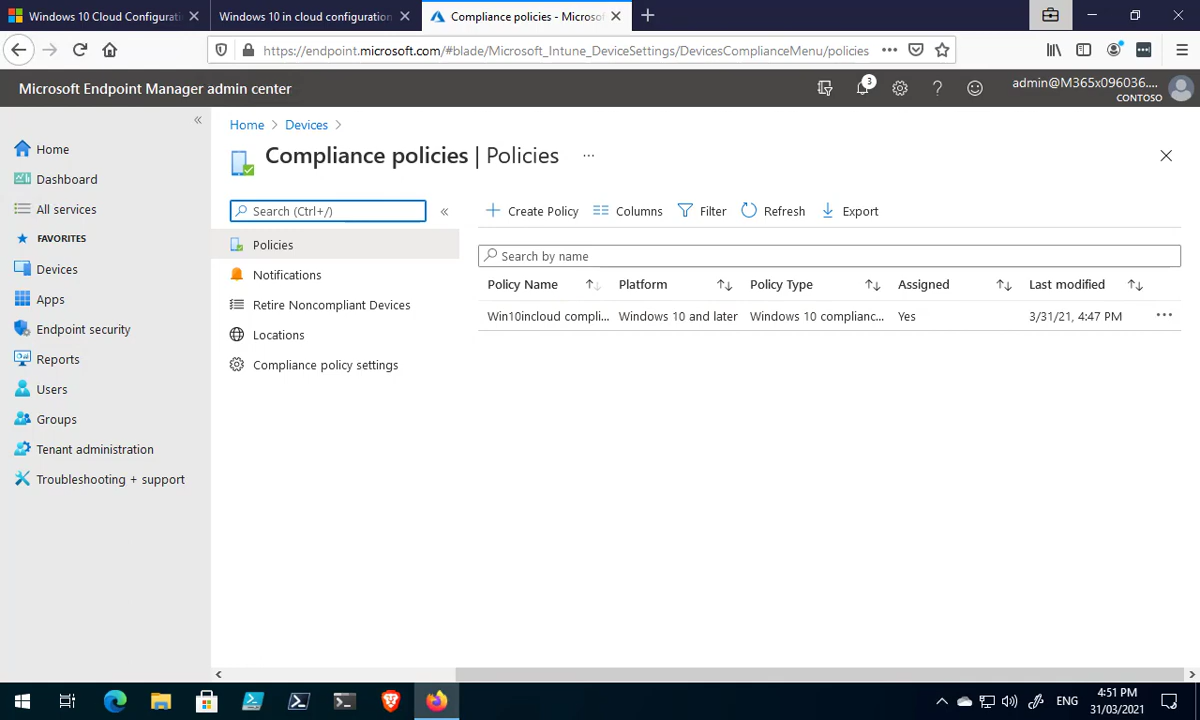 Windows 10 Cloud Configurati
Windows 10 in cloud configuration
Compliance policies - Microsof
https://endpoint.microsoft.com/#blade/Microsoft_Intune_DeviceSettings/DevicesComplianceMenu/policies
Microsoft Endpoint Manager admin center
3
admin@M365x096036....
CONTOSO
Home
Dashboard
All services
FAVORITES
Devices
Apps
Endpoint security
Reports
Users
Groups
Tenant administration
Troubleshooting + support
Home > Devices >
Compliance policies | Policies ...
Search (Ctrl+/)
Policies
Notifications
Retire Noncompliant Devices
Locations
Compliance policy settings
Create Policy Columns Filter Refresh Export
Search by name
Policy Name Platform Policy Type Assigned Last modified
Win10incloud compli... Windows 10 and later Windows 10 complianc... Yes 3/31/21, 4:47 PM ...
ENG
4:51 PM
31/03/2021